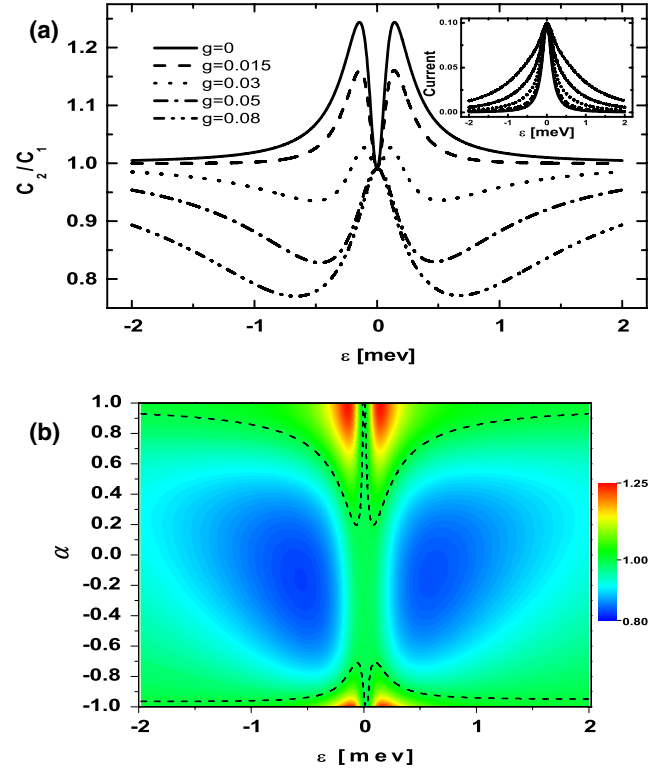 (a)
g=0
g=0.015
g=0.03
g=0.05
g=0.08
C2/C1
1.2
1.1
1.0
0.9
0.8
-2
-1
0
1
2
ε [mev]
Current
0.10
0.05
0.00
-2
-1
0
1
2
ε [meV]
(b)
α
1.0
0.8
0.6
0.4
0.2
0.0
-0.2
-0.4
-0.6
-0.8
-1.0
-2
-1
0
1
2
ε [mev]
1.25
1.00
0.80